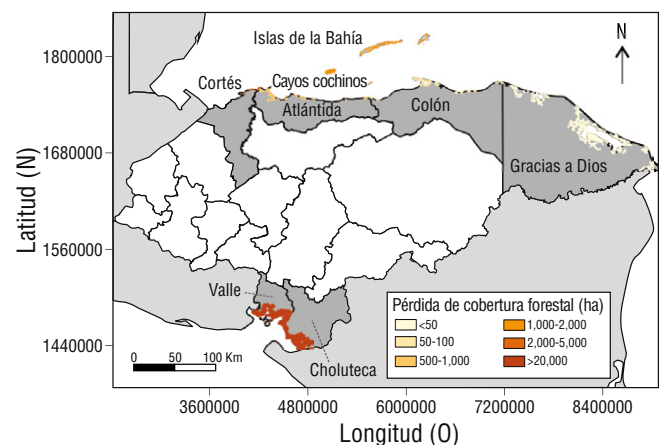 Islas de la Bahía
N
1800000
Cortés
Cayos cochinos
Atlántida
Colón
1680000
Gracias a Dios
Latitud (N)
1560000
Valle
Pérdida de cobertura forestal (ha)
<50
1,000-2,000
50-100
2,000-5,000
500-1,000
>20,000
1440000
0 50 100 Km
Choluteca
3600000 4800000 6000000 7200000 8400000
Longitud (O)